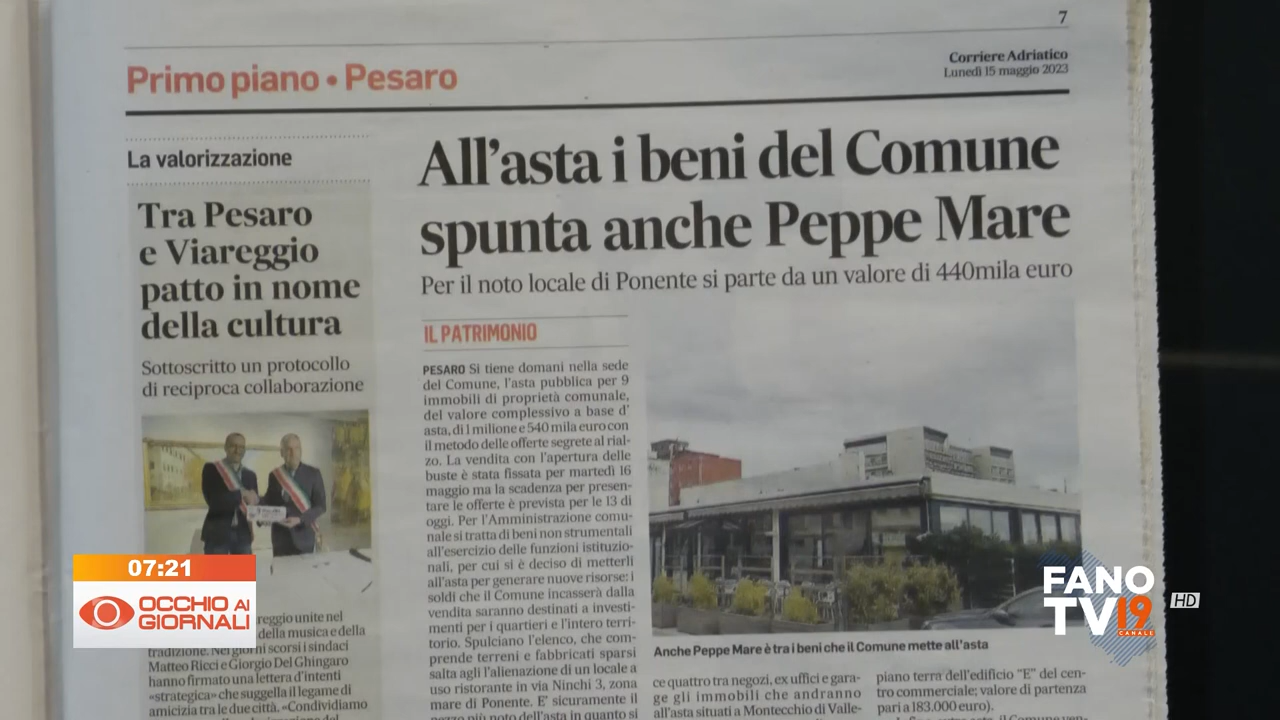 7
Corriere Adriatico
Lunedì 15 maggio 2023
Primo piano • Pesaro
La valorizzazione
Tra Pesaro
e Viareggio
patto in nome
della cultura
Sottoscritto un protocollo
di reciproca collaborazione
reggio unite nel
della musica e della
tradizione. Nei giorni scorsi i sindaci
Matteo Ricci e Giorgio Del Ghingaro
hanno firmato una lettera d'intenti
«strategica» che suggella il legame di
amicizia tra le due città. «Condividiamo
All'asta i beni del Comune
spunta anche Peppe Mare
Per il noto locale di Ponente si parte da un valore di 440mila euro
IL PATRIMONIO
PESARO Si tiene domani nella sede
del Comune, l'asta pubblica per 9
immobili di proprietà comunale,
del valore complessivo a base d'
asta, di 1 milione e 540 mila euro con
il metodo delle offerte segrete al rial-
zo. La vendita con l'apertura delle
buste è stata fissata per martedì 16
maggio ma la scadenza per presen-
tare le offerte è prevista per le 13 di
oggi. Per l'Amministrazione comu-
nale si tratta di beni non strumentali
all'esercizio delle funzioni istituzio-
nali, per cui si è deciso di metterli
all'asta per generare nuove risorse: i
soldi che il Comune incasserà dalla
vendita saranno destinati a investi-
menti per i quartieri e l'intero terri-
torio. Spulciano l'elenco, che com-
prende terreni e fabbricati sparsi
salta agli l'alienazione di un locale a
uso ristorante in via Ninchi 3, zona
mare di Ponente. E' sicuramente il
pezzo più noto dell'asta in quanto si
Anche Peppe Mare è tra i beni che il Comune mette all'asta
ce quattro tra negozi, ex uffici e gara-
ge gli immobili che andranno
all'asta situati a Montecchio di Valle-
piano terra dell'edificio "E" del cen-
tro commerciale; valore di partenza
pari a 183.000 euro).
07:21
OCCHIO AI
GIORNALI
FANO
TV 19
CANALE
HD